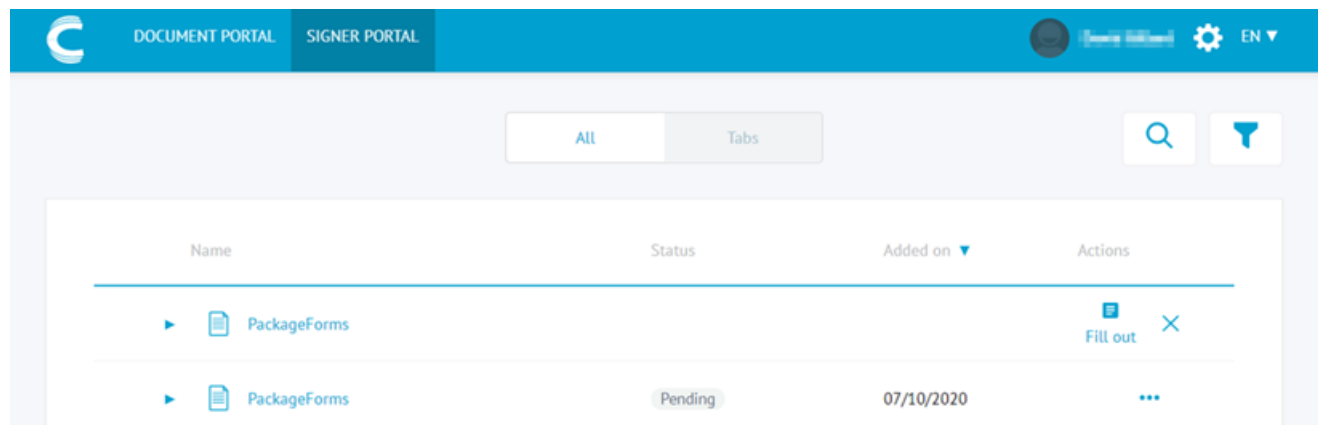 DOCUMENT PORTAL SIGNER PORTAL EN
All Tabs
Name Status Added on Actions
PackageForms Fill out
PackageForms Pending 07/10/2020